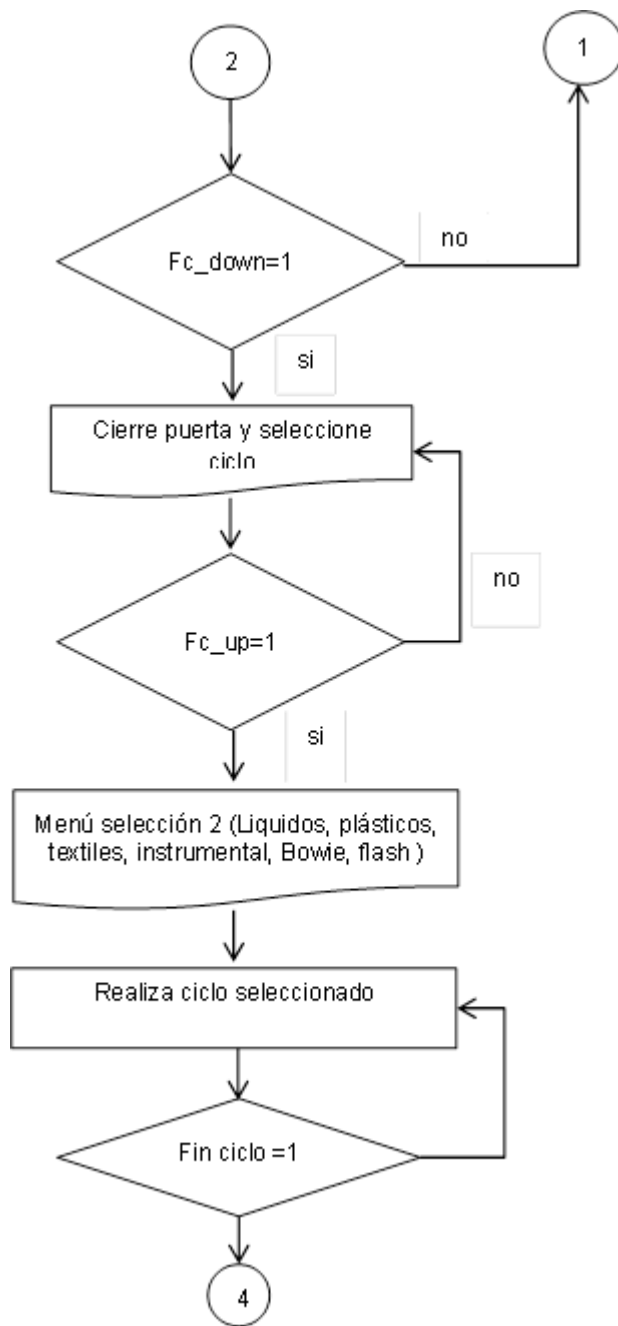 2
1
Fc_down=1
no
si
Cierre puerta y seleccione
ciclo
Fc_up=1
no
si
Menú selección 2 (Liquidos, plásticos,
textiles, instrumental, Bowie, flash )
Realiza ciclo seleccionado
Fin ciclo =1
4